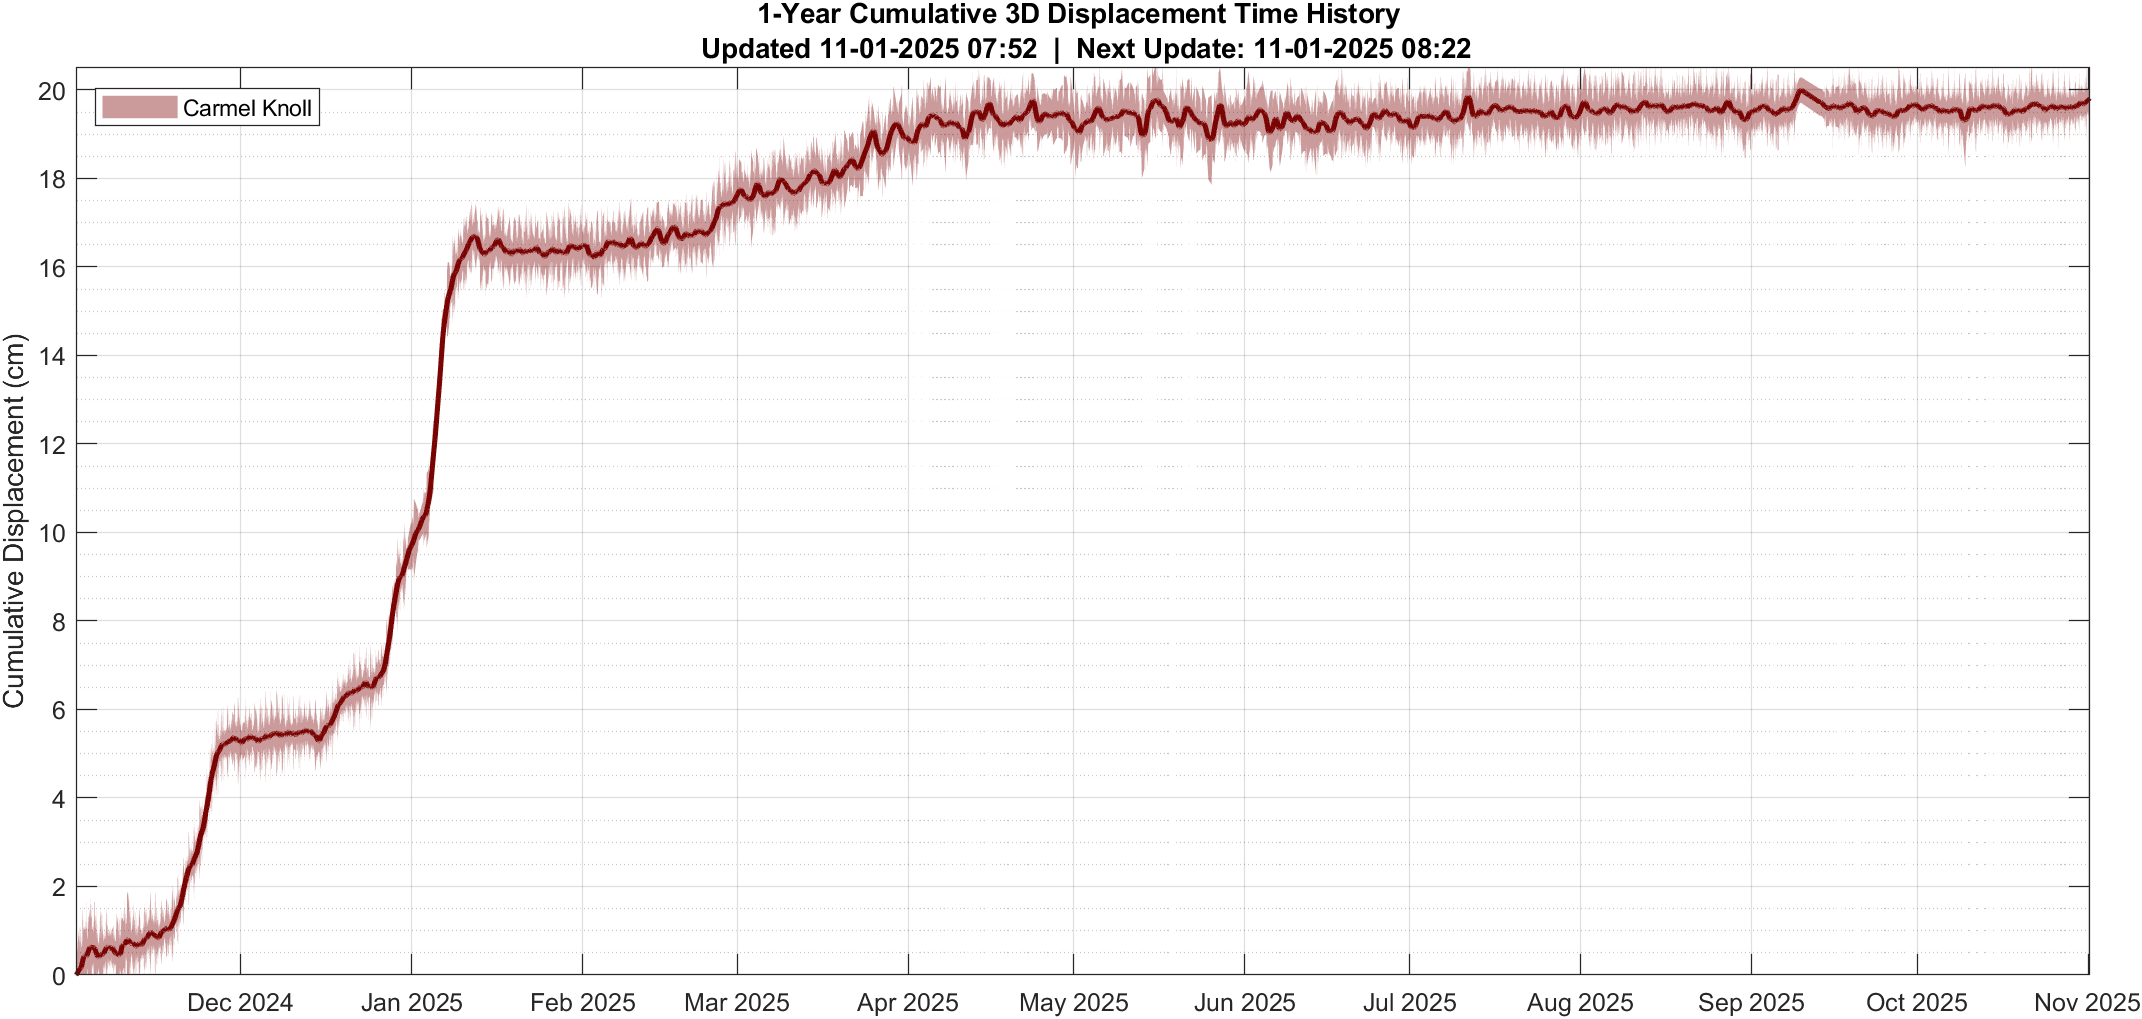 1-Year Cumulative 3D Displacement Time History
Updated 11-01-2025 07:52 | Next Update: 11-01-2025 08:22
Carmel Knoll
Cumulative Displacement (cm)
20
18
16
14
12
10
8
6
4
2
0
Dec 2024
Jan 2025
Feb 2025
Mar 2025
Apr 2025
May 2025
Jun 2025
Jul 2025
Aug 2025
Sep 2025
Oct 2025
Nov 2025